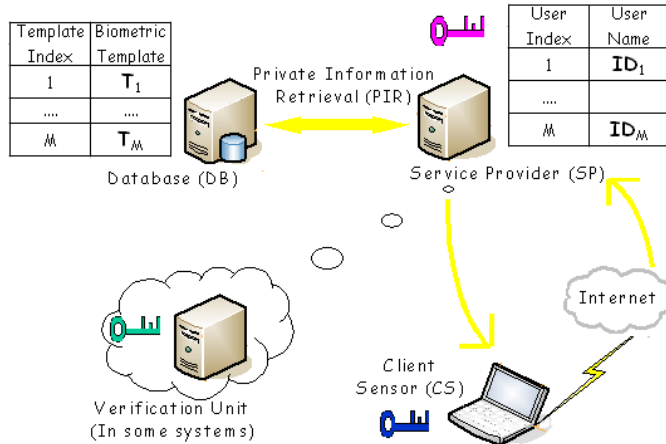 Template Biometric
Index Template
1 T1
.... ....
M TM
User User
Index Name
1 ID1
....
M IDM
Private Information
Retrieval (PIR)
Database (DB)
Service Provider (SP)
Internet
Client
Sensor (CS)
Verification Unit
(In some systems)